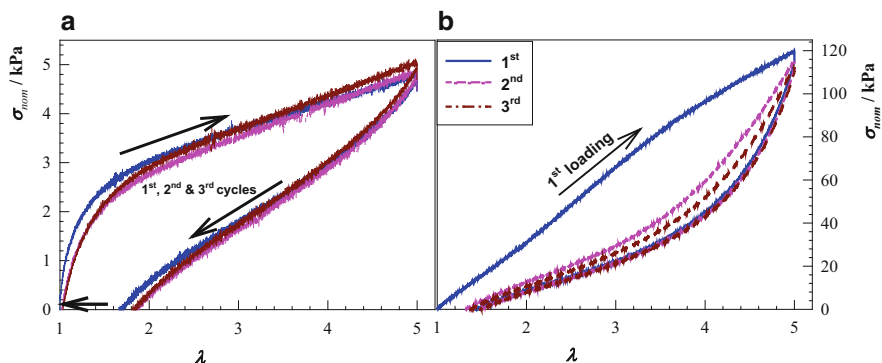 a
σnom / kPa
5
4
3
2
1
0
1st, 2nd & 3rd cycles
1 2 3 4 5
λ
b
1st
2nd
3rd
1st loading
120
100
80
60
40
20
0
σnom / kPa
1 2 3 4 5
λ